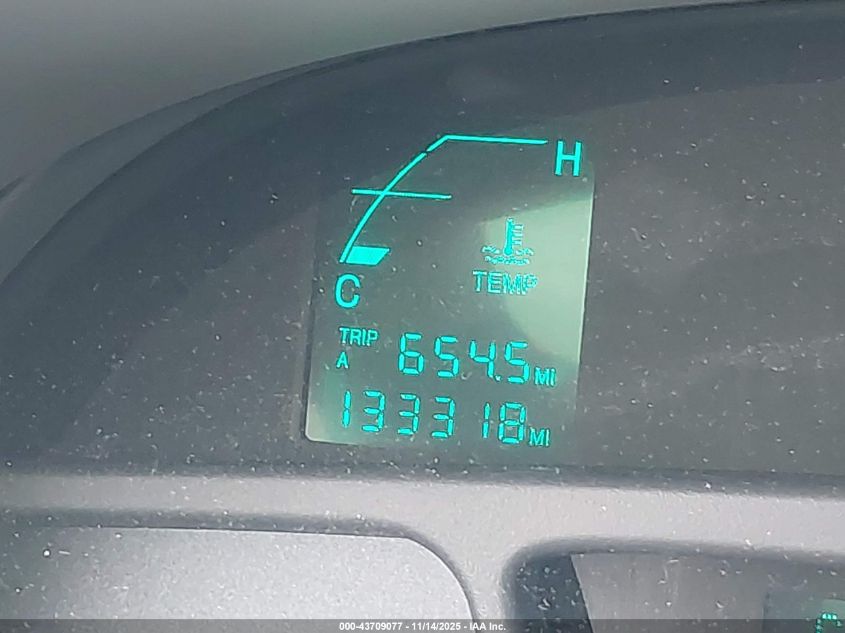 H
TEMP
C
TRIP
A 654.5 MI
133318 MI
000-43709077 - 11/14/2025 - IAA Inc.